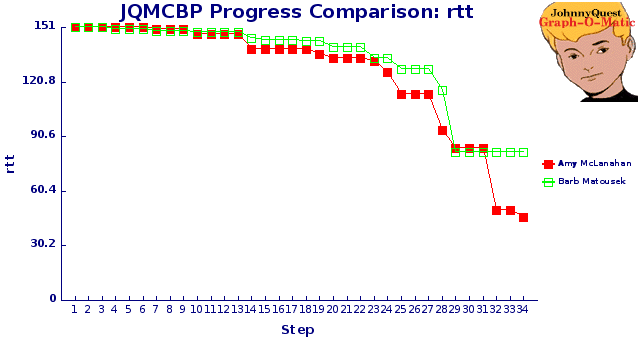 JQMCBP Progress Comparison: rtt
JohnnyQuest
Graph-O-Matic
151
120.8
90.6
60.4
30.2
0
rtt
1 2 3 4 5 6 7 8 9 10 11 12 13 14 15 16 17 18 19 20 21 22 23 24 25 26 27 28 29 30 31 32 33 34
Step
Amy McLanahan
Barb Matousek